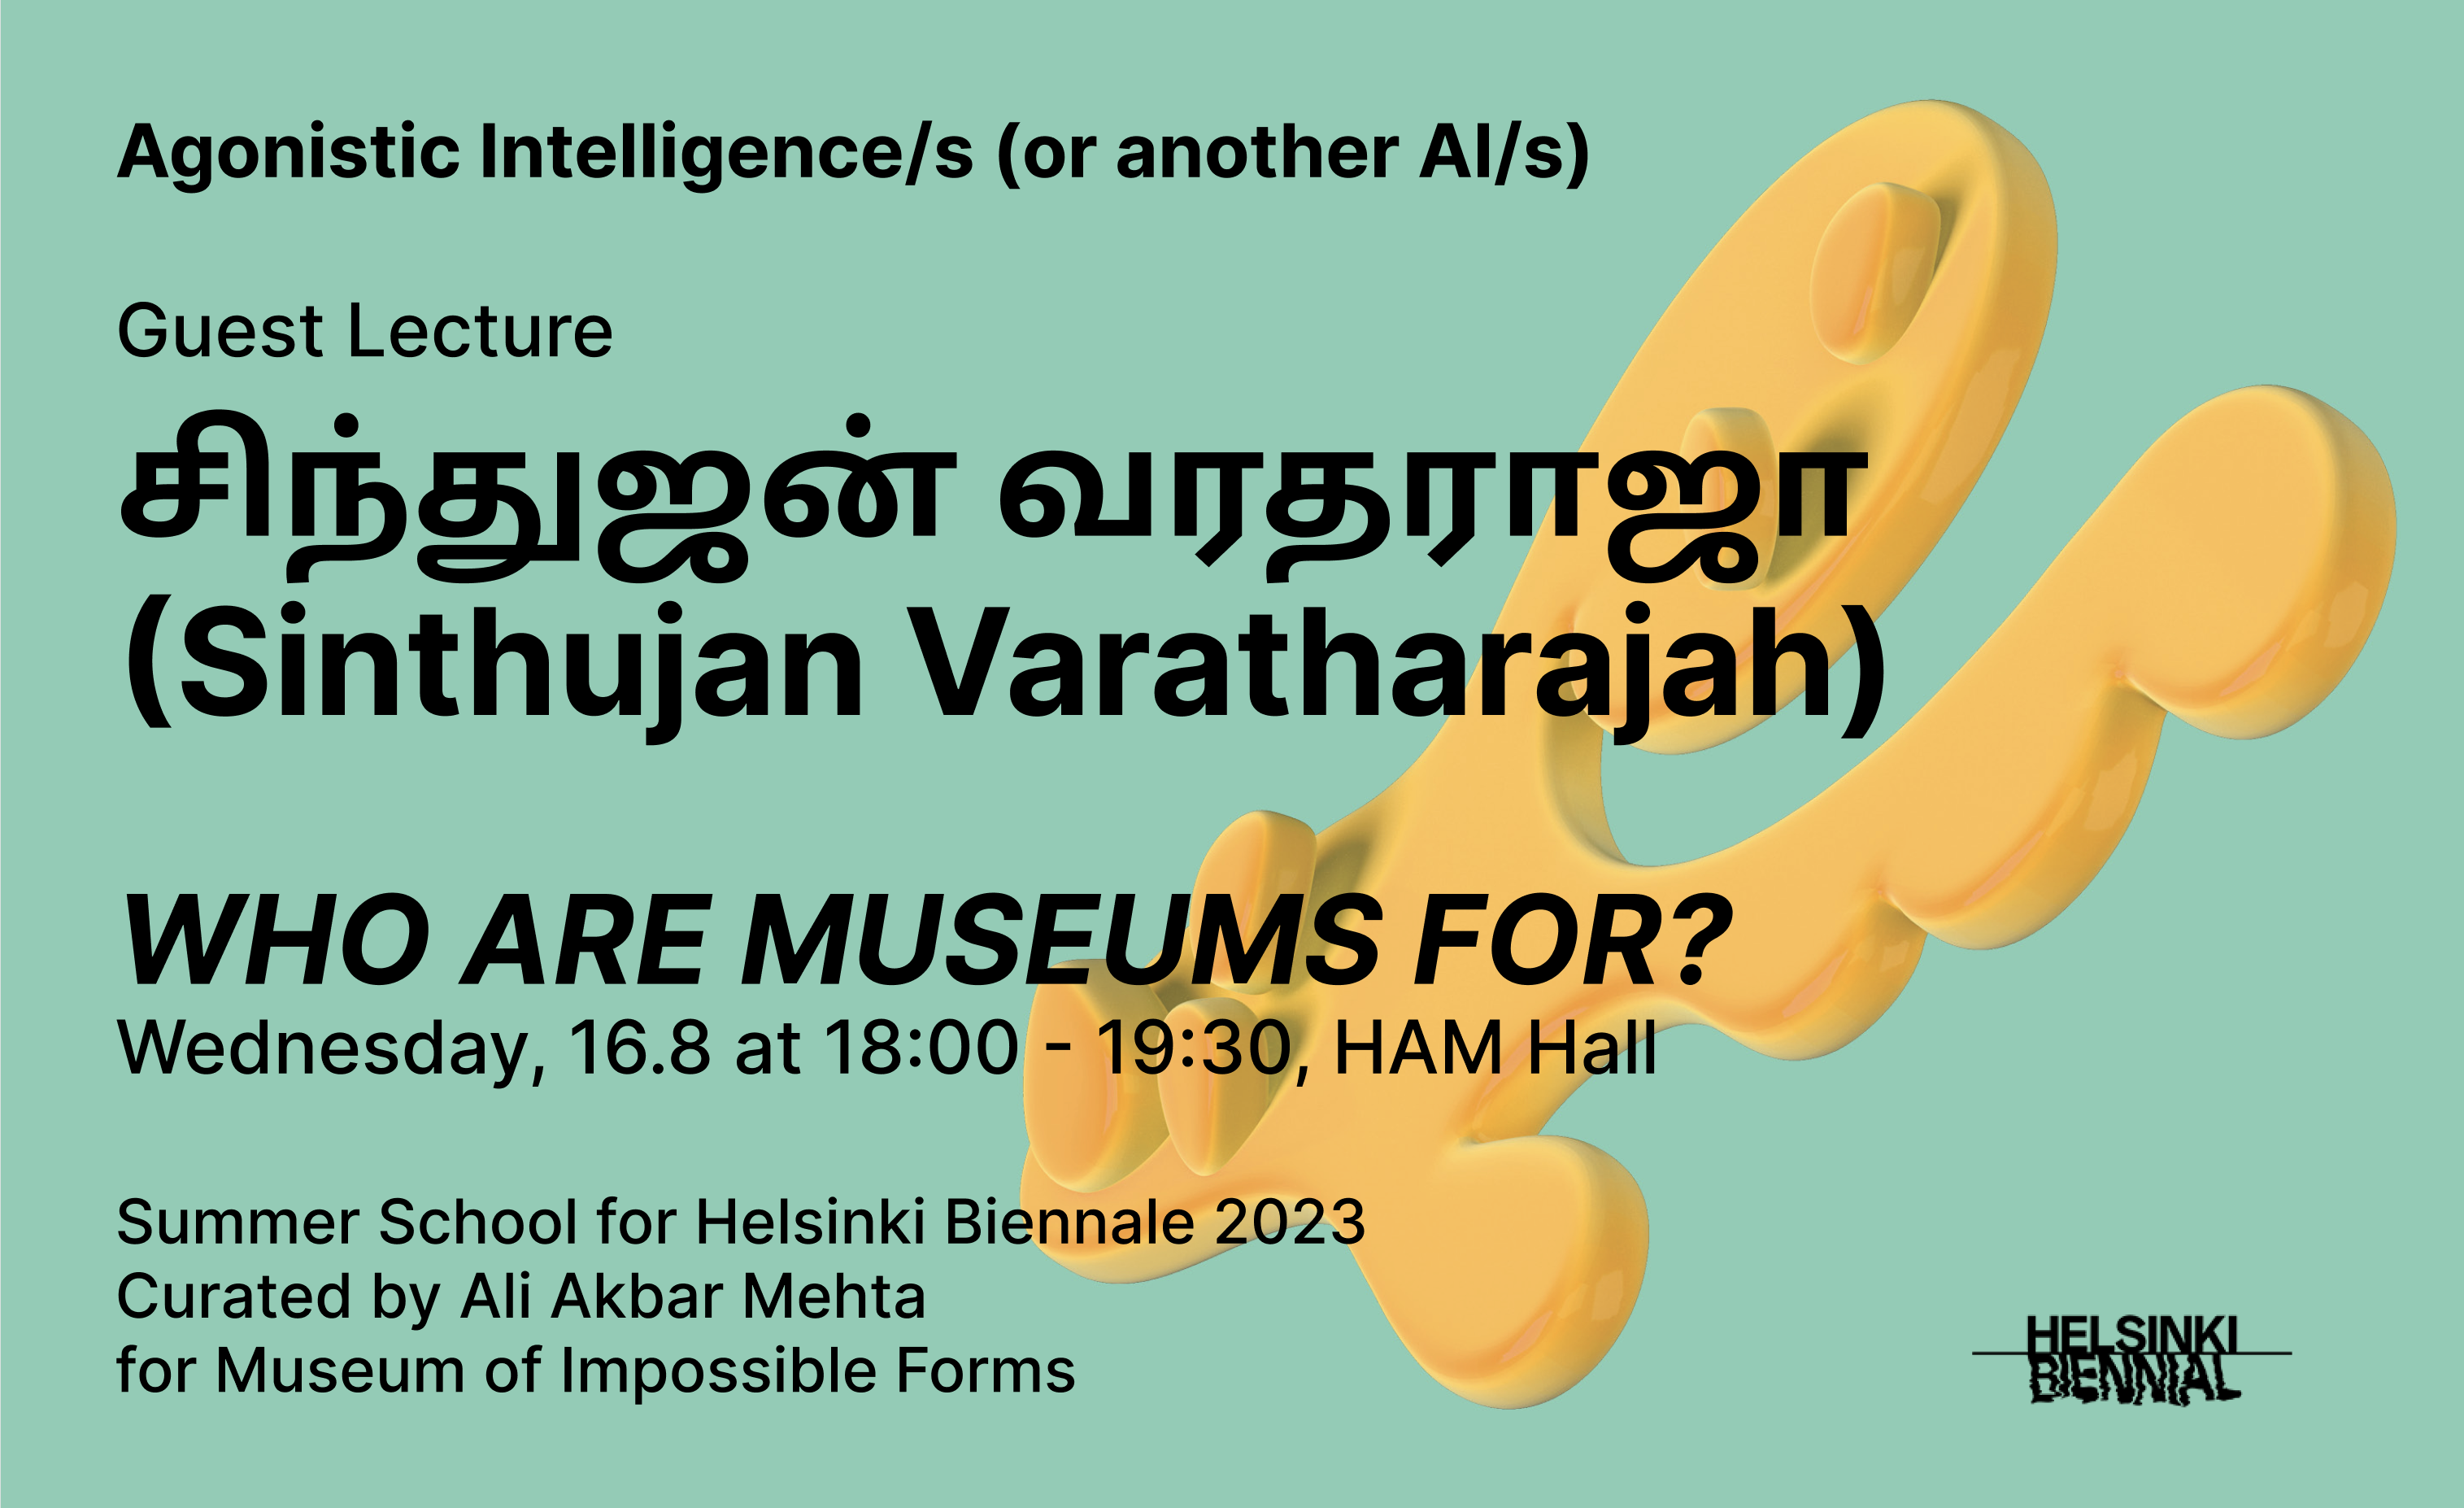 Agonistic Intelligence/s (or another AI/s)
Guest Lecture
சிந்துஜன் வரதராஜா
(Sinthujan Varatharajah)
WHO ARE MUSEUMS FOR?
Wednesday, 16.8 at 18:00 - 19:30, HAM Hall
Summer School for Helsinki Biennale 2023
Curated by Ali Akbar Mehta
for Museum of Impossible Forms
HELSINKI
BIENNIAL